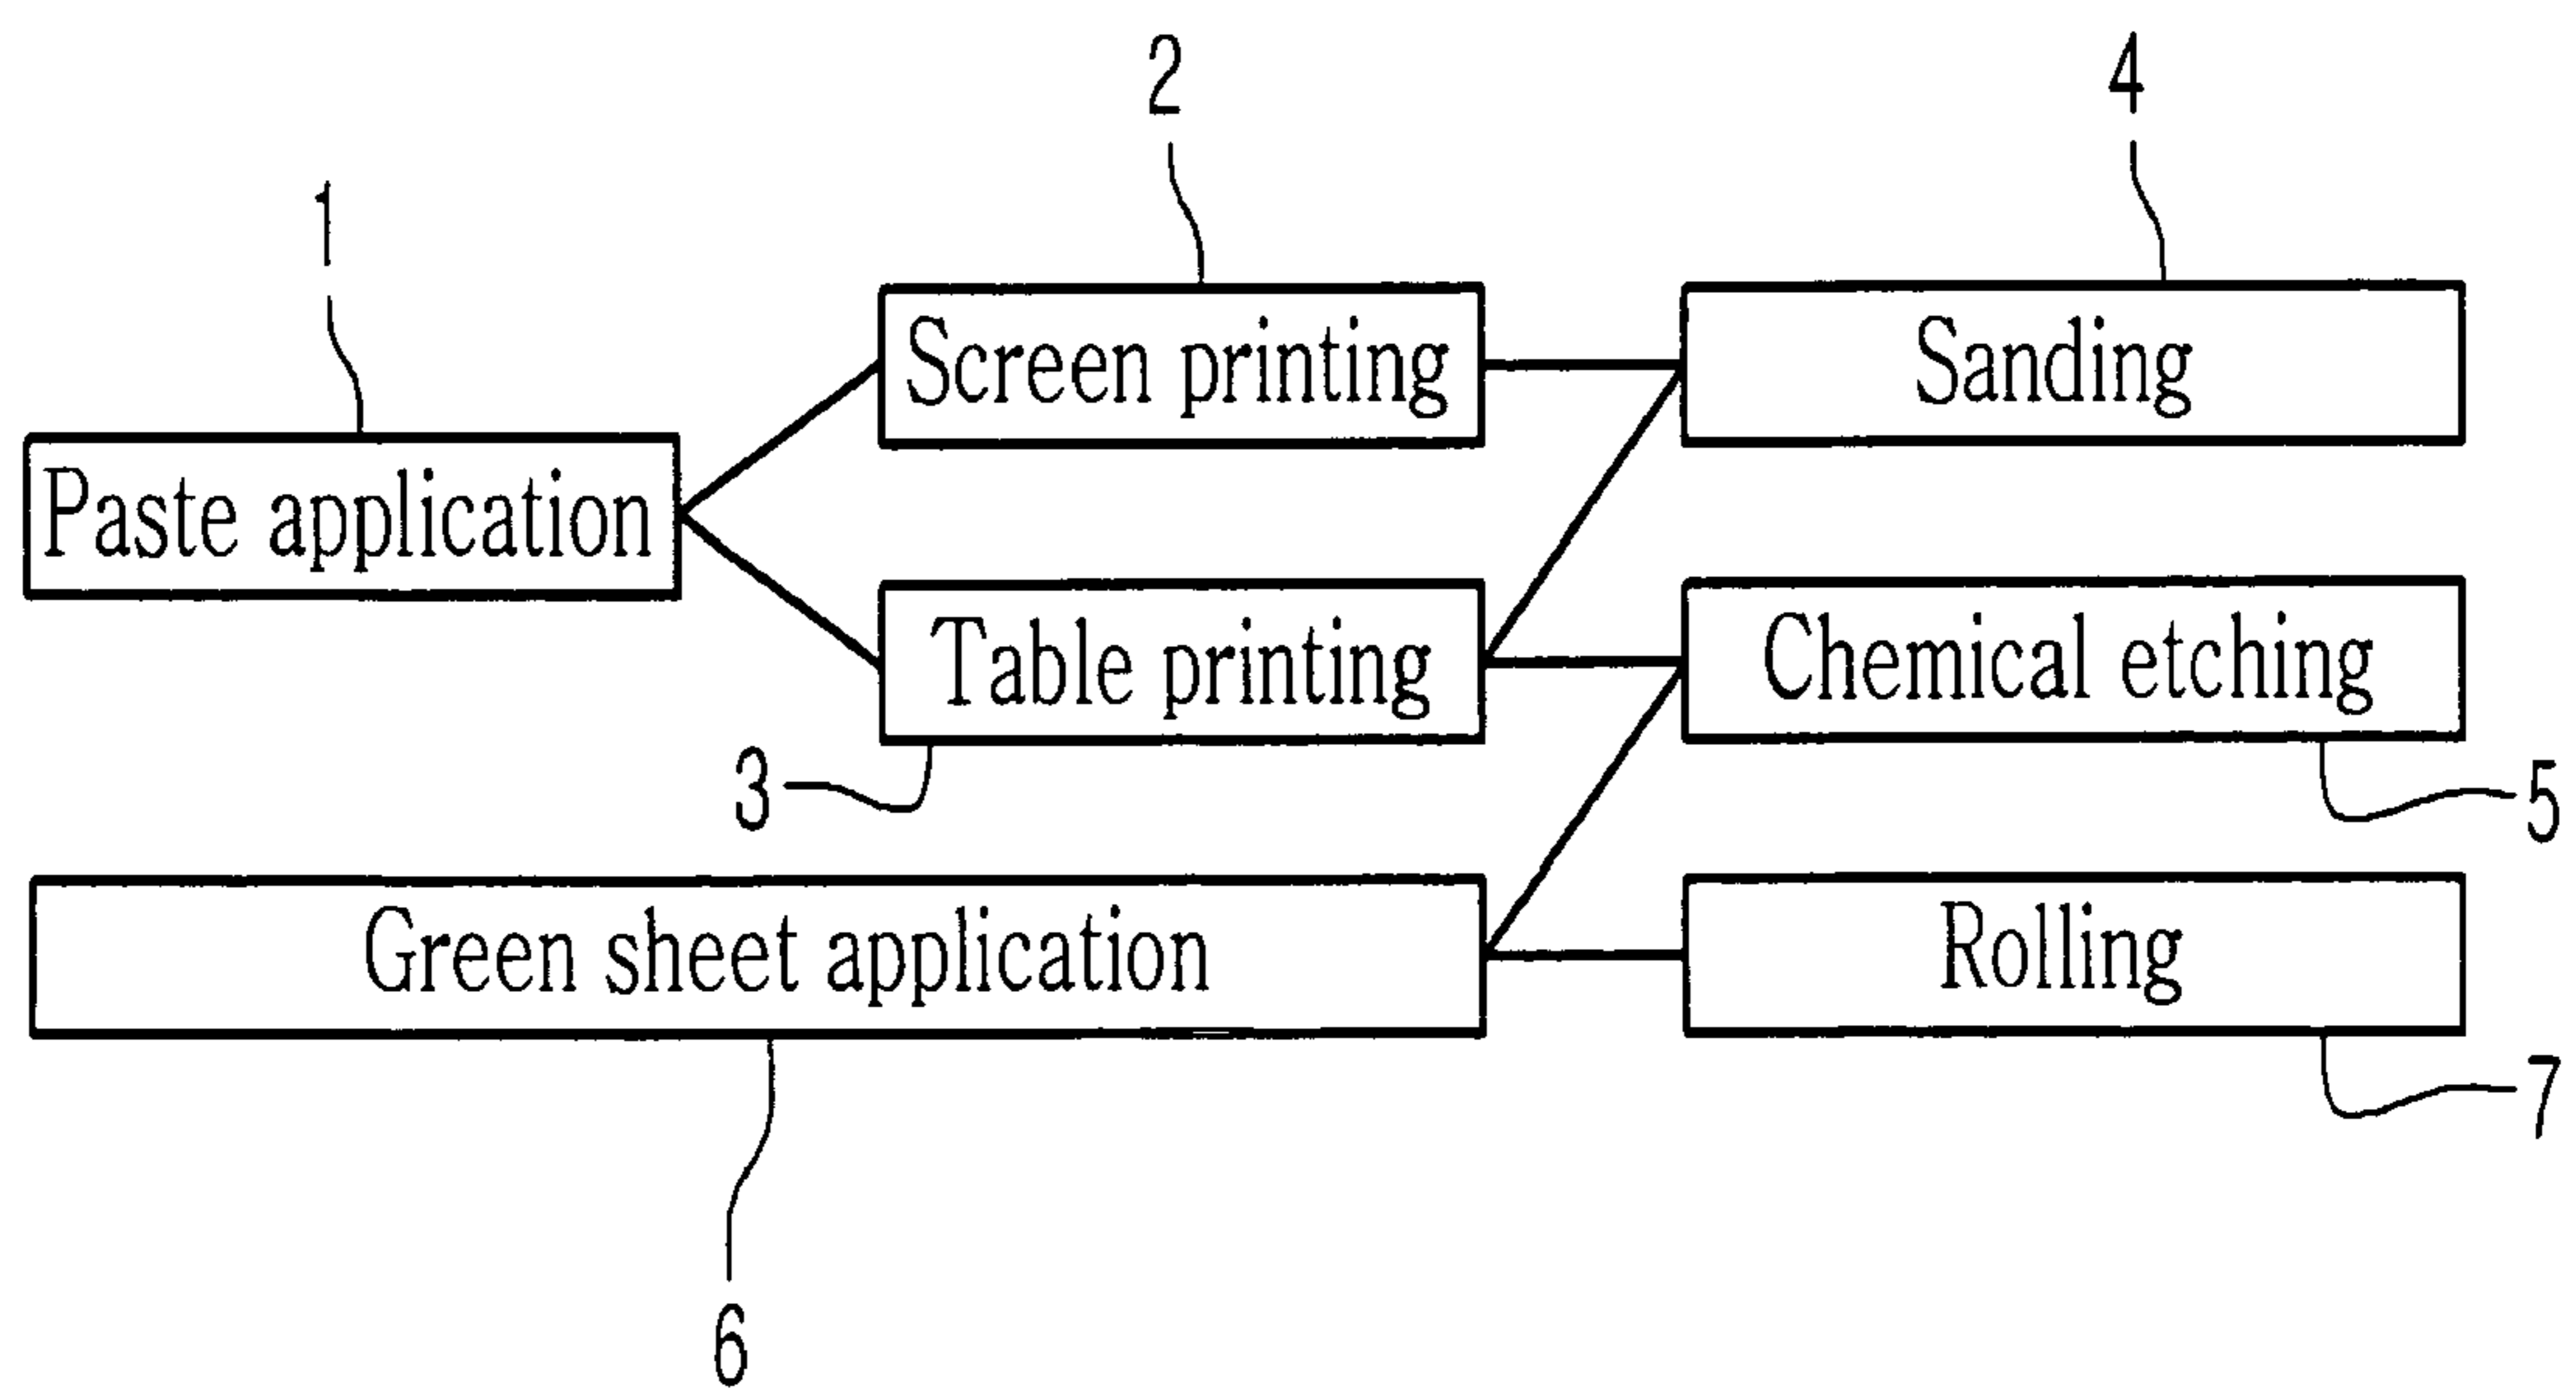 2
4
1
Screen printing
Sanding
Paste application
Table printing
Chemical etching
3
5
Green sheet application
Rolling
7
6